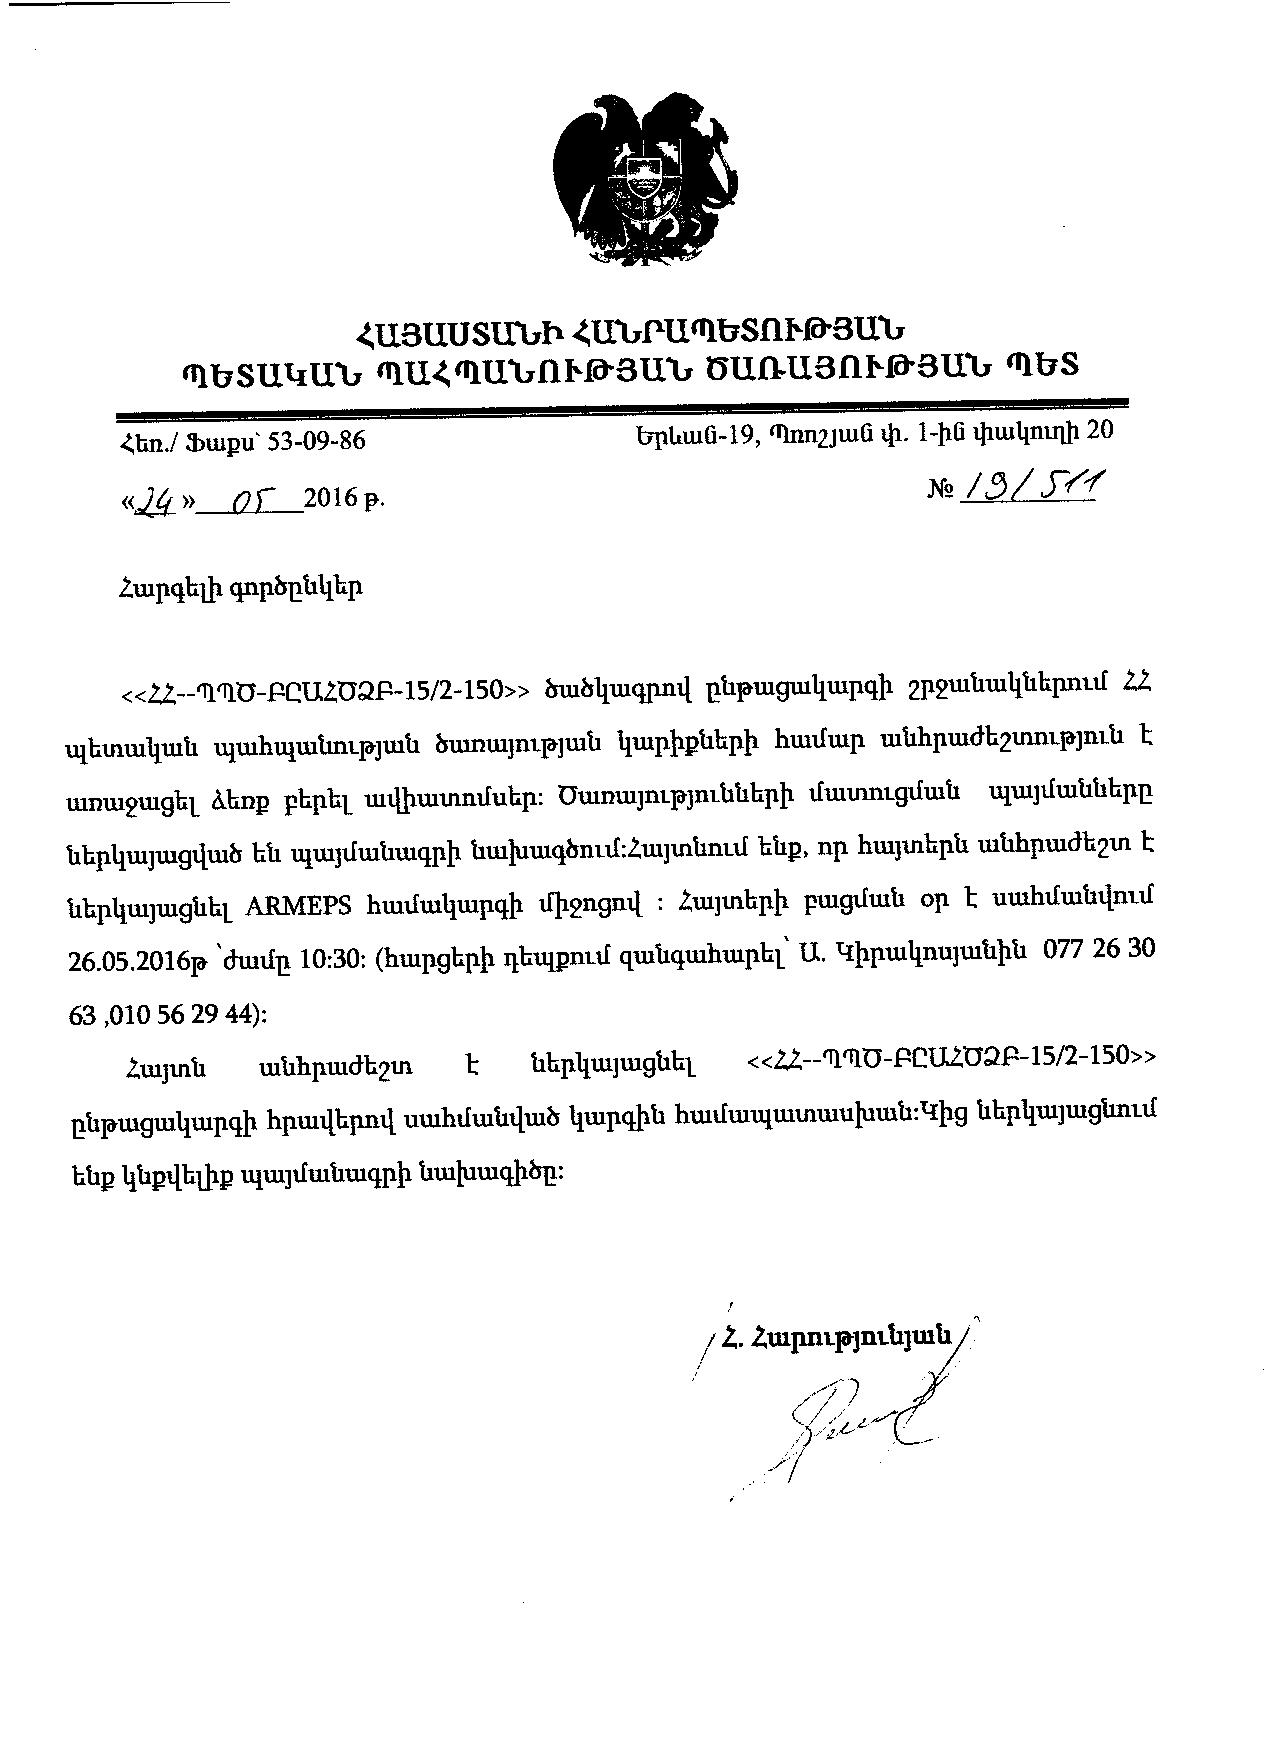 ՀԱՅԱՍՏԱՆԻ ՀԱՆՐԱՊԵՏՈՒԹՅԱՆ
ՊԵՏԱԿԱՆ ՊԱՀՊԱՆՈՒԹՅԱՆ ԾԱՌԱՅՈՒԹՅԱՆ ՊԵՏ
Հեռ./ Ֆաքս՝ 53-09-86 Երևան-19, Պռոշյան փ. 1-ին փակուղի 20
«24» 05 2016 թ. № 19/511
Հարգելի գործընկեր
<<ՀՀ--ՊՊԾ-ԲԸԱՀԾՁԲ-15/2-150>> ծածկագրով ընթացակարգի շրջանակներում ՀՀ
պետական պահպանության ծառայության կարիքների համար անհրաժեշտություն է
առաջացել ձեռք բերել ավիատոմսեր: Ծառայությունների մատուցման պայմանները
ներկայացված են պայմանագրի նախագծում:Հայտնում ենք, որ հայտերն անհրաժեշտ է
ներկայացնել ARMEPS համակարգի միջոցով : Հայտերի բացման օր է սահմանվում
26.05.2016թ ՝ժամը 10:30: (հարցերի դեպքում զանգահարել՝ Ա. Կիրակոսյանին 077 26 30
63 ,010 56 29 44):
Հայտն անհրաժեշտ է ներկայացնել <<ՀՀ--ՊՊԾ-ԲԸԱՀԾՁԲ-15/2-150>>
ընթացակարգի հրավերով սահմանված կարգին համապատասխան:Կից ներկայացնում
ենք կնքվելիք պայմանագրի նախագիծը:
/Հ. Հարությունյան/